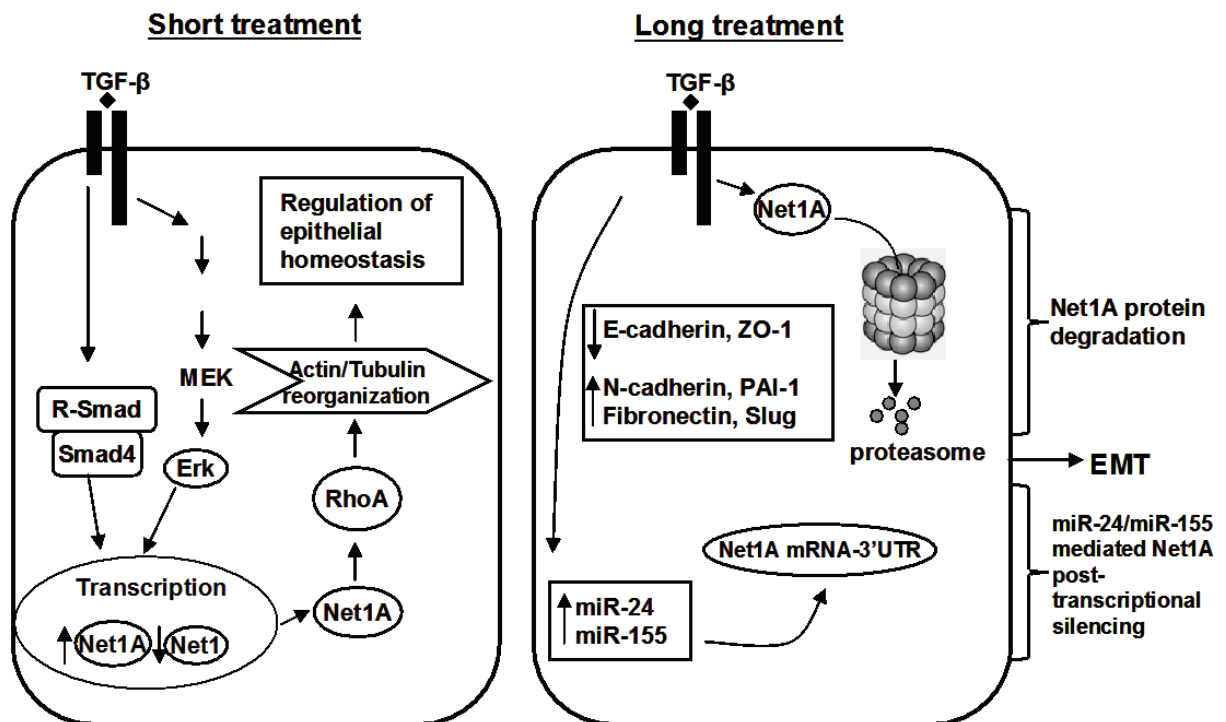 Short treatment
TGF-β
Regulation of
epithelial
homeostasis
MEK
Actin/Tubulin
reorganization
R-Smad
Smad4
Erk
RhoA
Transcription
Net1A
Net1
Net1A
Long treatment
TGF-β
Net1A
E-cadherin, ZO-1
N-cadherin, PAI-1
Fibronectin, Slug
proteasome
Net1A mRNA-3’UTR
miR-24
miR-155
Net1A protein
degradation
EMT
miR-24/miR-155
mediated Net1A
post-
transcriptional
silencing